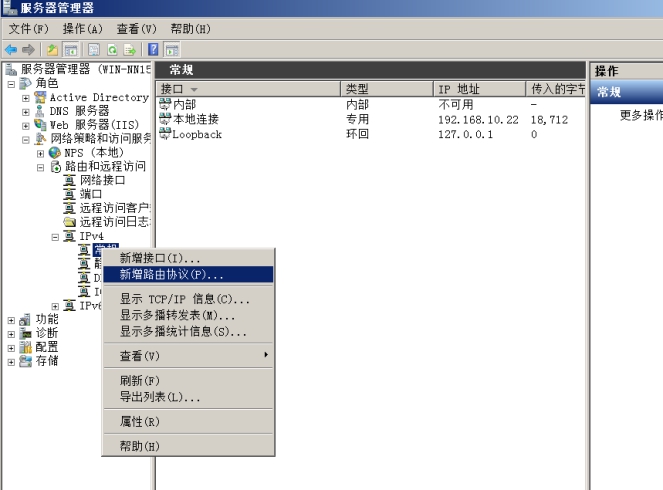 服务器管理器
文件(F) 操作(A) 查看(V) 帮助(H)
服务器管理器 (WIN-NN15
角色
Active Directory
DNS 服务器
Web 服务器(IIS)
网络策略和访问服务
NPS (本地)
路由和远程访问
网络接口
端口
远程访问客户
远程访问日志
IPv4
常规
IPv6
功能
诊断
配置
存储
常规
接口 类型 IP 地址 传入的字节
内部 内部 不可用 -
本地连接 专用 192.168.10.22 18,712
Loopback 环回 127.0.0.1 0
新增接口(I)...
新增路由协议(P)...
显示 TCP/IP 信息(C)...
显示多播转发表(M)...
显示多播统计信息(S)...
查看(V)
刷新(F)
导出列表(L)...
属性(R)
帮助(H)
操作
常规
更多操作